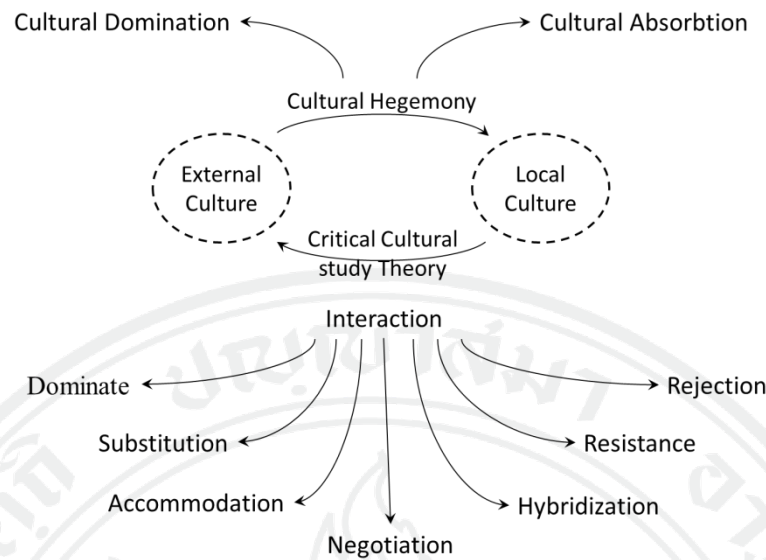 Cultural Domination
Cultural Absorbtion
Cultural Hegemony
External
Culture
Local
Culture
Critical Cultural
study Theory
Interaction
Dominate
Rejection
Substitution
Resistance
Accommodation
Hybridization
Negotiation